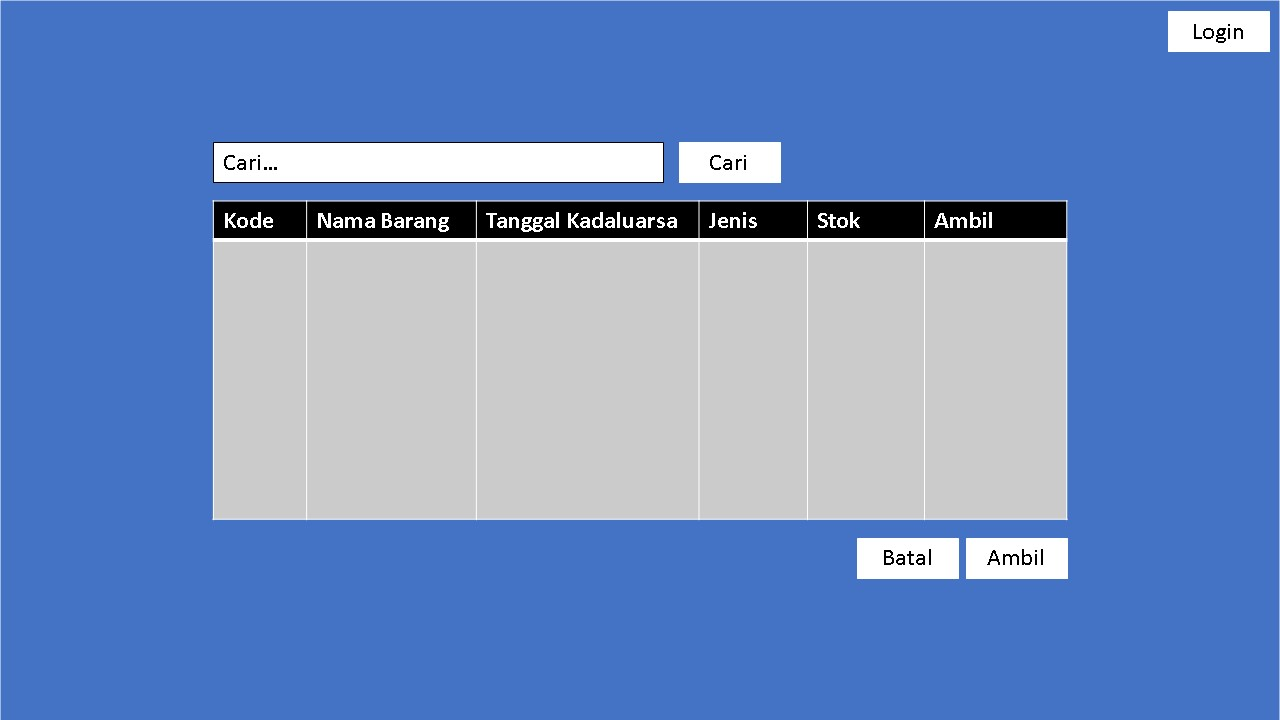 Login
Cari...
Cari
Kode Nama Barang Tanggal Kadaluarsa Jenis Stok Ambil
Batal Ambil